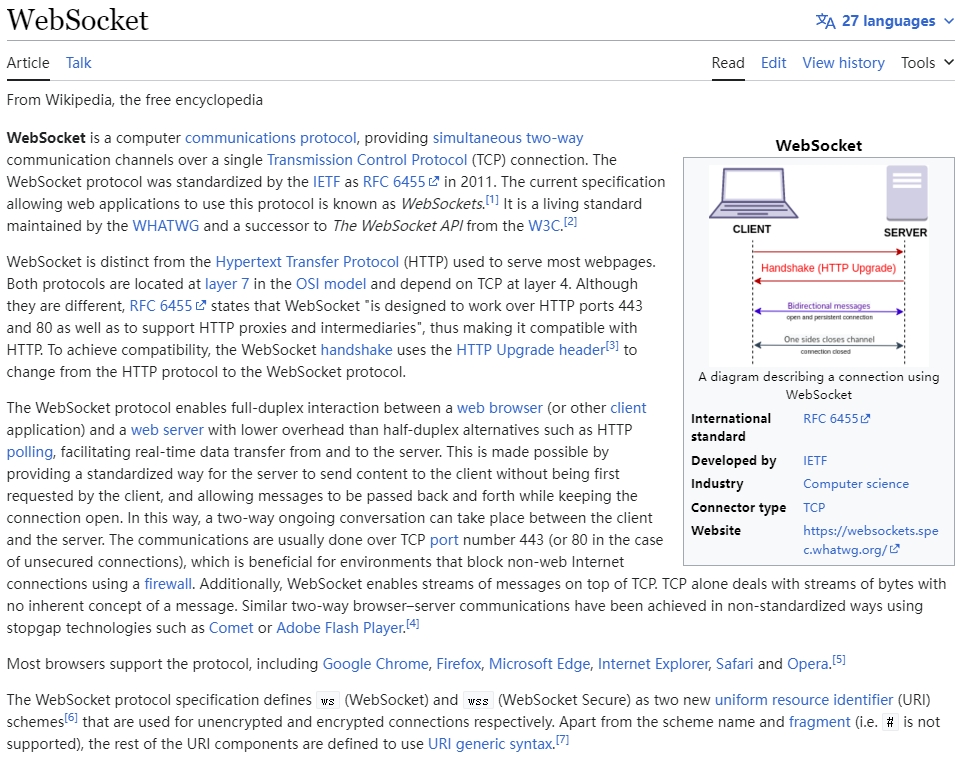 WebSocket
27 languages
Article Talk
Read Edit View history Tools
From Wikipedia, the free encyclopedia
WebSocket is a computer communications protocol, providing simultaneous two-way
communication channels over a single Transmission Control Protocol (TCP) connection. The
WebSocket protocol was standardized by the IETF as RFC 6455 in 2011. The current specification
allowing web applications to use this protocol is known as WebSockets.[1] It is a living standard
maintained by the WHATWG and a successor to The WebSocket API from the W3C.[2]
WebSocket is distinct from the Hypertext Transfer Protocol (HTTP) used to serve most webpages.
Both protocols are located at layer 7 in the OSI model and depend on TCP at layer 4. Although
they are different, RFC 6455 states that WebSocket "is designed to work over HTTP ports 443
and 80 as well as to support HTTP proxies and intermediaries", thus making it compatible with
HTTP. To achieve compatibility, the WebSocket handshake uses the HTTP Upgrade header[3] to
change from the HTTP protocol to the WebSocket protocol.
The WebSocket protocol enables full-duplex interaction between a web browser (or other client
application) and a web server with lower overhead than half-duplex alternatives such as HTTP
polling, facilitating real-time data transfer from and to the server. This is made possible by
providing a standardized way for the server to send content to the client without being first
requested by the client, and allowing messages to be passed back and forth while keeping the
connection open. In this way, a two-way ongoing conversation can take place between the client
and the server. The communications are usually done over TCP port number 443 (or 80 in the case
of unsecured connections), which is beneficial for environments that block non-web Internet
connections using a firewall. Additionally, WebSocket enables streams of messages on top of TCP. TCP alone deals with streams of bytes with
no inherent concept of a message. Similar two-way browser–server communications have been achieved in non-standardized ways using
stopgap technologies such as Comet or Adobe Flash Player.[4]
Most browsers support the protocol, including Google Chrome, Firefox, Microsoft Edge, Internet Explorer, Safari and Opera.[5]
The WebSocket protocol specification defines ws (WebSocket) and wss (WebSocket Secure) as two new uniform resource identifier (URI)
schemes[6] that are used for unencrypted and encrypted connections respectively. Apart from the scheme name and fragment (i.e. # is not
supported), the rest of the URI components are defined to use URI generic syntax.[7]
WebSocket
CLIENT
SERVER
Handshake (HTTP Upgrade)
Bidirectional messages
open and persistent connection
One sides closes channel
connection closed
A diagram describing a connection using
WebSocket
International standard RFC 6455
Developed by IETF
Industry Computer science
Connector type TCP
Website https://websockets.spe
c.whatwg.org/